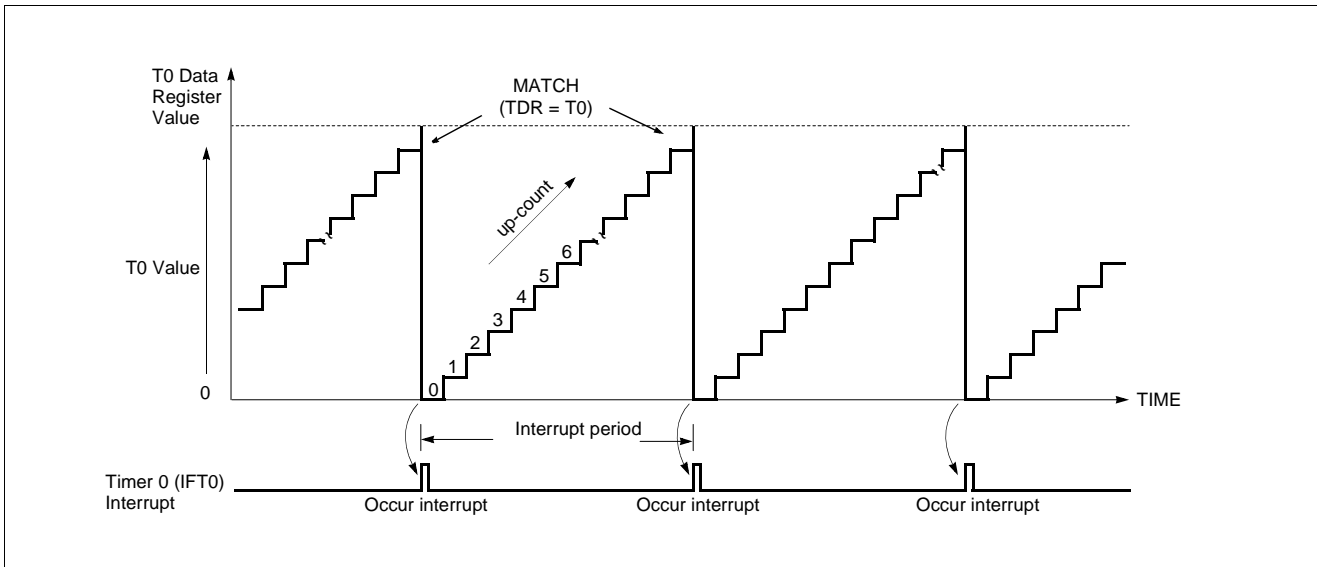 T0 Data
Register
Value
MATCH
(TDR = T0)
up-count
T0 Value
0
1
2
3
4
5
6
0
TIME
Interrupt period
Timer 0 (IFT0)
Interrupt
Occur interrupt
Occur interrupt
Occur interrupt